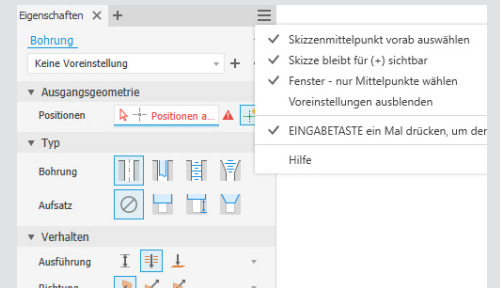 Eigenschaften × +
Bohrung
Keine Voreinstellung
Ausgangsgeometrie
Positionen
Positionen a...
Typ
Bohrung
Aufsatz
Verhalten
Ausführung
Richtung
Skizzenmittelpunkt vorab auswählen
Skizze bleibt für (+) sichtbar
Fenster - nur Mittelpunkte wählen
Voreinstellungen ausblenden
EINGABETASTE ein Mal drücken, um der
Hilfe